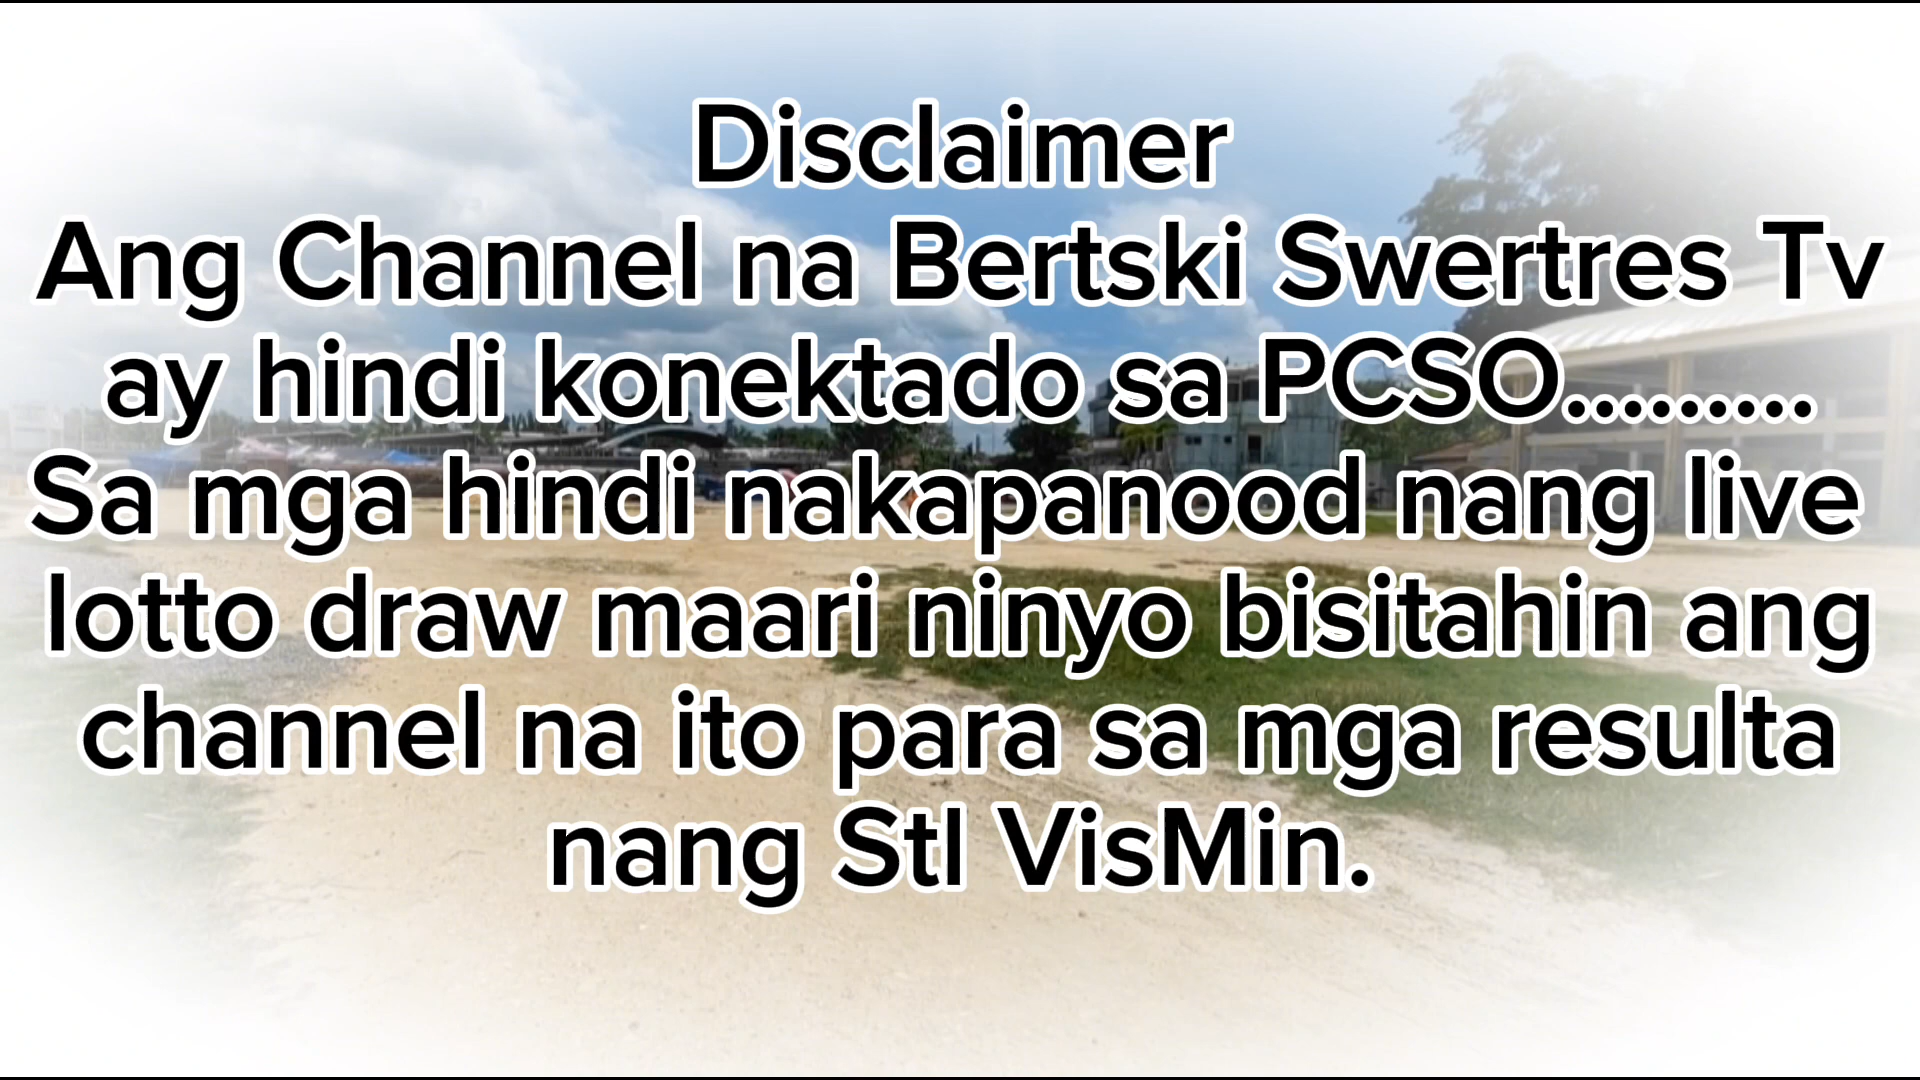 Disclaimer
Ang Channel na Bertski Swertres Tv
ay hindi konektado sa PCSO.........
Sa mga hindi nakapanood nang live
lotto draw maari ninyo bisitahin ang
channel na ito para sa mga resulta
nang Stl VisMin.